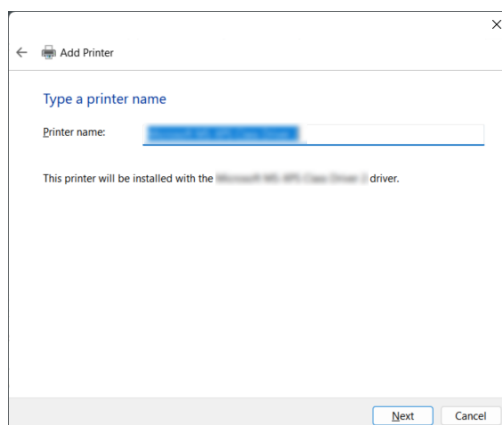 Add Printer
Type a printer name
Printer name:
This printer will be installed with the driver.
Next Cancel